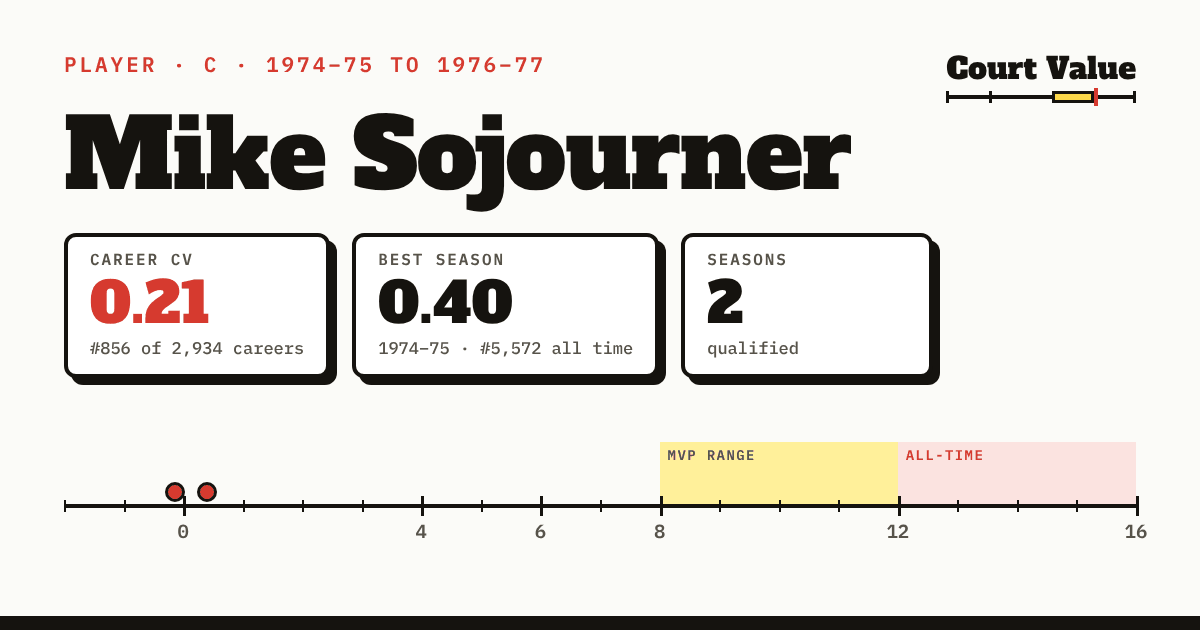 PLAYER · C · 1974–75 TO 1976–77
Court Value
Mike Sojourner
CAREER CV
0.21
#856 of 2,934 careers
BEST SEASON
0.40
1974–75 · #5,572 all time
SEASONS
2
qualified
MVP RANGE
ALL-TIME
0 4 6 8 12 16